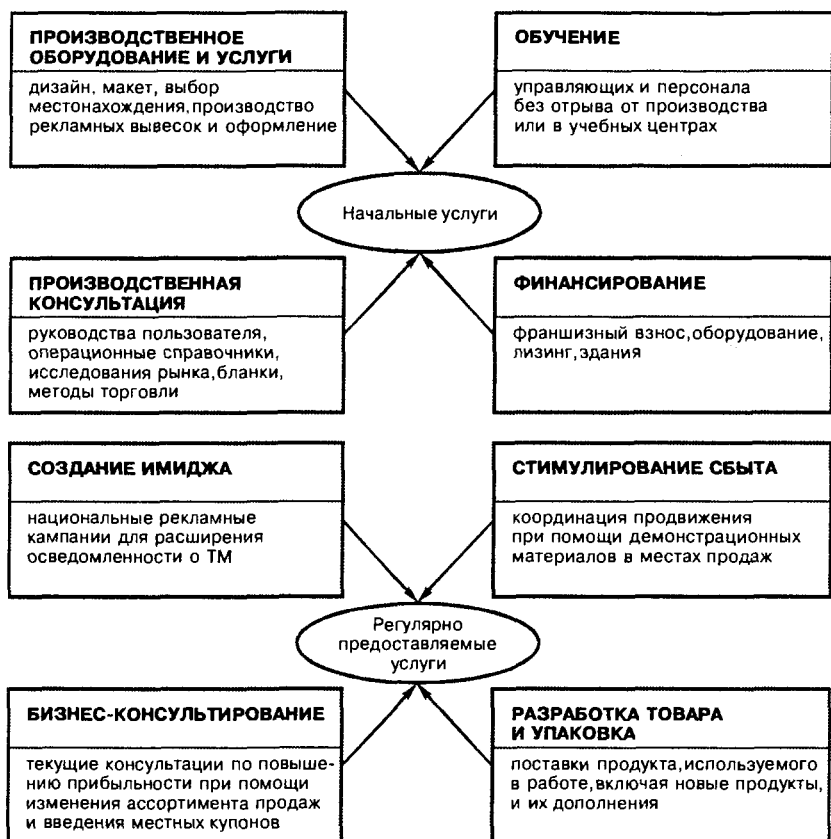 ПРОИЗВОДСТВЕННОЕ
ОБОРУДОВАНИЕ И УСЛУГИ
дизайн, макет, выбор
местонахождения, производство
рекламных вывесок и оформление
ОБУЧЕНИЕ
управляющих и персонала
без отрыва от производства
или в учебных центрах
Начальные услуги
ПРОИЗВОДСТВЕННАЯ
КОНСУЛЬТАЦИЯ
руководства пользователя,
операционные справочники,
исследования рынка, бланки,
методы торговли
ФИНАНСИРОВАНИЕ
франшизный взнос, оборудование,
лизинг, здания
СОЗДАНИЕ ИМИДЖА
национальные рекламные
кампании для расширения
осведомленности о ТМ
СТИМУЛИРОВАНИЕ СБЫТА
координация продвижения
при помощи демонстрационных
материалов в местах продаж
Регулярно
предоставляемые
услуги
БИЗНЕС-КОНСУЛЬТИРОВАНИЕ
текущие консультации по повыше-
нию прибыльности при помощи
изменения ассортимента продаж
и введения местных купонов
РАЗРАБОТКА ТОВАРА
И УПАКОВКА
поставки продукта, используемого
в работе, включая новые продукты,
и их дополнения